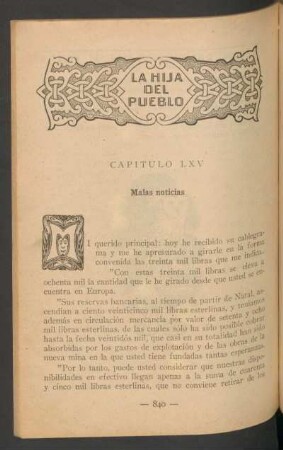 LA HIJA
DEL
PUEBLO
CAPITULO LXV
Malas noticias
MI querido principal: hoy he recibido su cablegra-
ma y me he apresurado a girarle en la forma
convenida las treinta mil libras que me indica.
"Con estas treinta mil libras se eleva a
ochenta mil la cantidad que le he girado desde que usted se en-
cuentra en Europa.
"Sus reservas bancarias, al tiempo de partir de Natal, as-
cendían a ciento veinticinco mil libras esterlinas, y teníamos
además en circulación mercancía por valor de setenta y ocho
mil libras esterlinas, de las cuales sólo ha sido posible cobrar
hasta la fecha veintidós mil, que casi en su totalidad han sido
absorbidas por los gastos de explotación y de las obras de la
nueva mina en la que usted tiene fundadas tantas esperanzas.
"Por lo tanto, puede usted considerar que nuestras dispo-
nibilidades en efectivo llegan apenas a la suma de cuarenta
y cinco mil libras esterlinas, que no conviene retirar de los
— 840 —